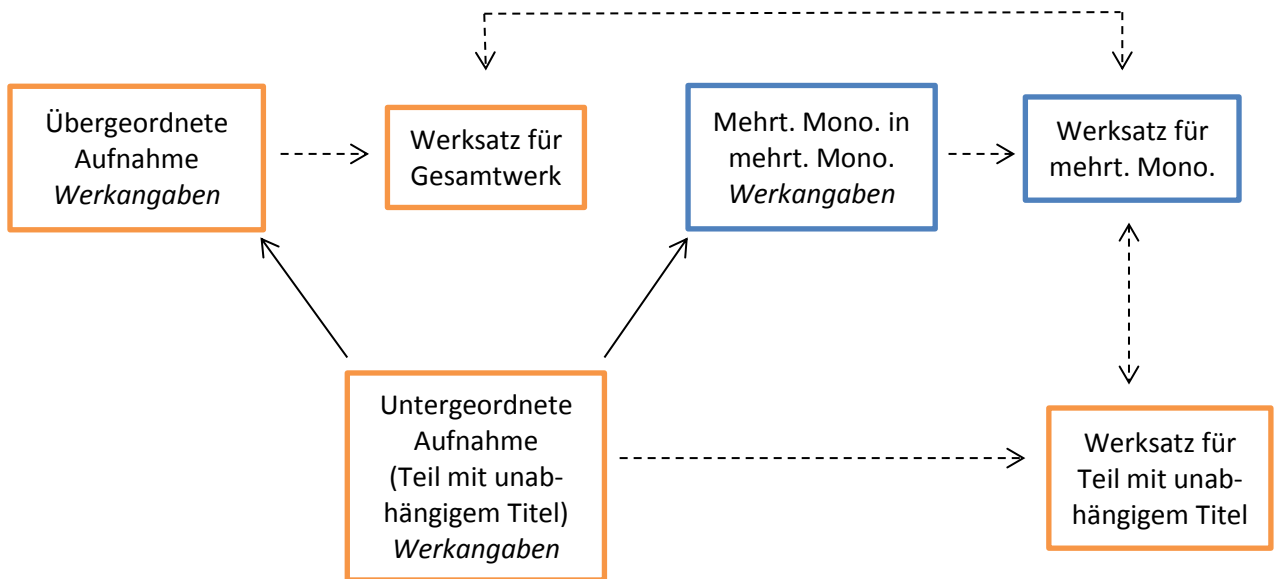 Übergeordnete
Aufnahme
Werkangaben
Werksatz für
Gesamtwerk
Mehrt. Mono. in
mehrt. Mono.
Werkangaben
Werksatz für
mehrt. Mono.
Untergeordnete
Aufnahme
(Teil mit unab-
hängigem Titel)
Werkangaben
Werksatz für
Teil mit unab-
hängigem Titel